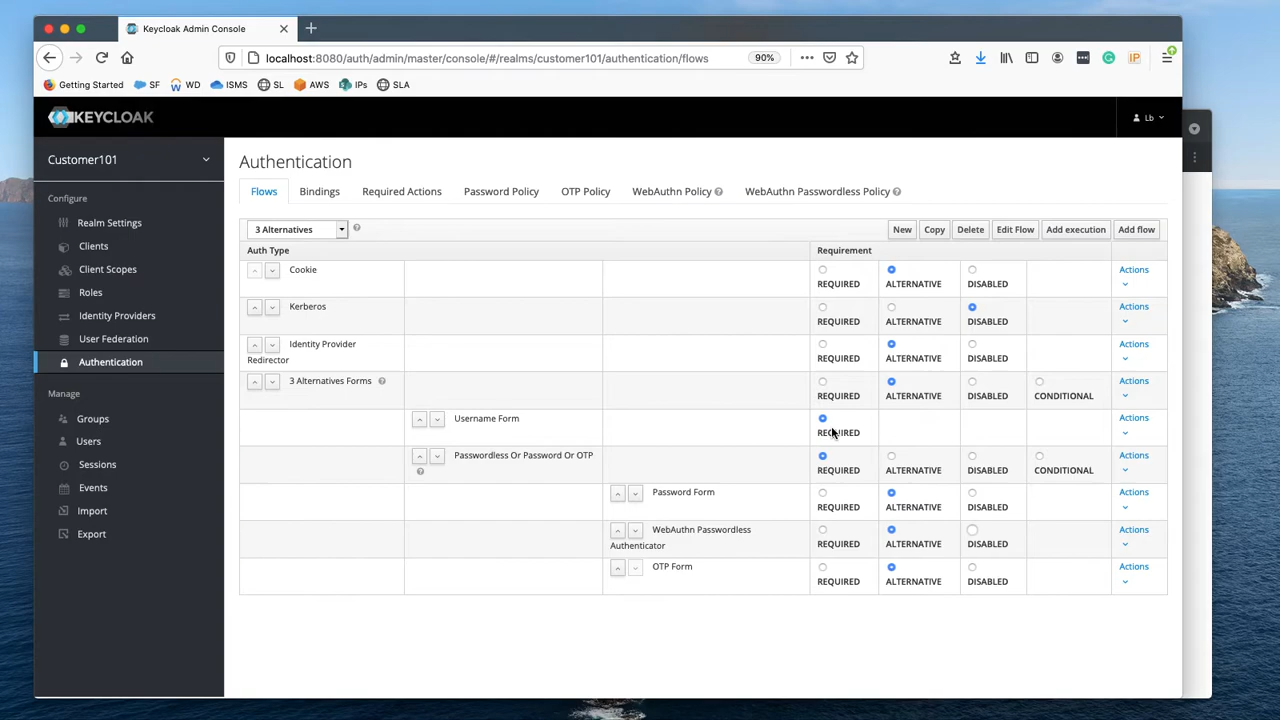 Keycloak Admin Console
localhost:8080/auth/admin/master/console/#/realms/customer101/authentication/flows
90%
Getting Started SF WD ISMS SL AWS IPs SLA
KEYCLOAK
Lb
Customer101
Configure
Realm Settings
Clients
Client Scopes
Roles
Identity Providers
User Federation
Authentication
Manage
Groups
Users
Sessions
Events
Import
Export
Authentication
Flows Bindings Required Actions Password Policy OTP Policy WebAuthn Policy WebAuthn Passwordless Policy
3 Alternatives New Copy Delete Edit Flow Add execution Add flow
Auth Type Requirement
Cookie REQUIRED ALTERNATIVE DISABLED Actions
Kerberos REQUIRED ALTERNATIVE DISABLED Actions
Identity Provider
Redirector REQUIRED ALTERNATIVE DISABLED Actions
3 Alternatives Forms REQUIRED ALTERNATIVE DISABLED CONDITIONAL Actions
Username Form REQUIRED Actions
Passwordless Or Password Or OTP REQUIRED ALTERNATIVE DISABLED CONDITIONAL Actions
Password Form REQUIRED ALTERNATIVE DISABLED Actions
WebAuthn Passwordless
Authenticator REQUIRED ALTERNATIVE DISABLED Actions
OTP Form REQUIRED ALTERNATIVE DISABLED Actions